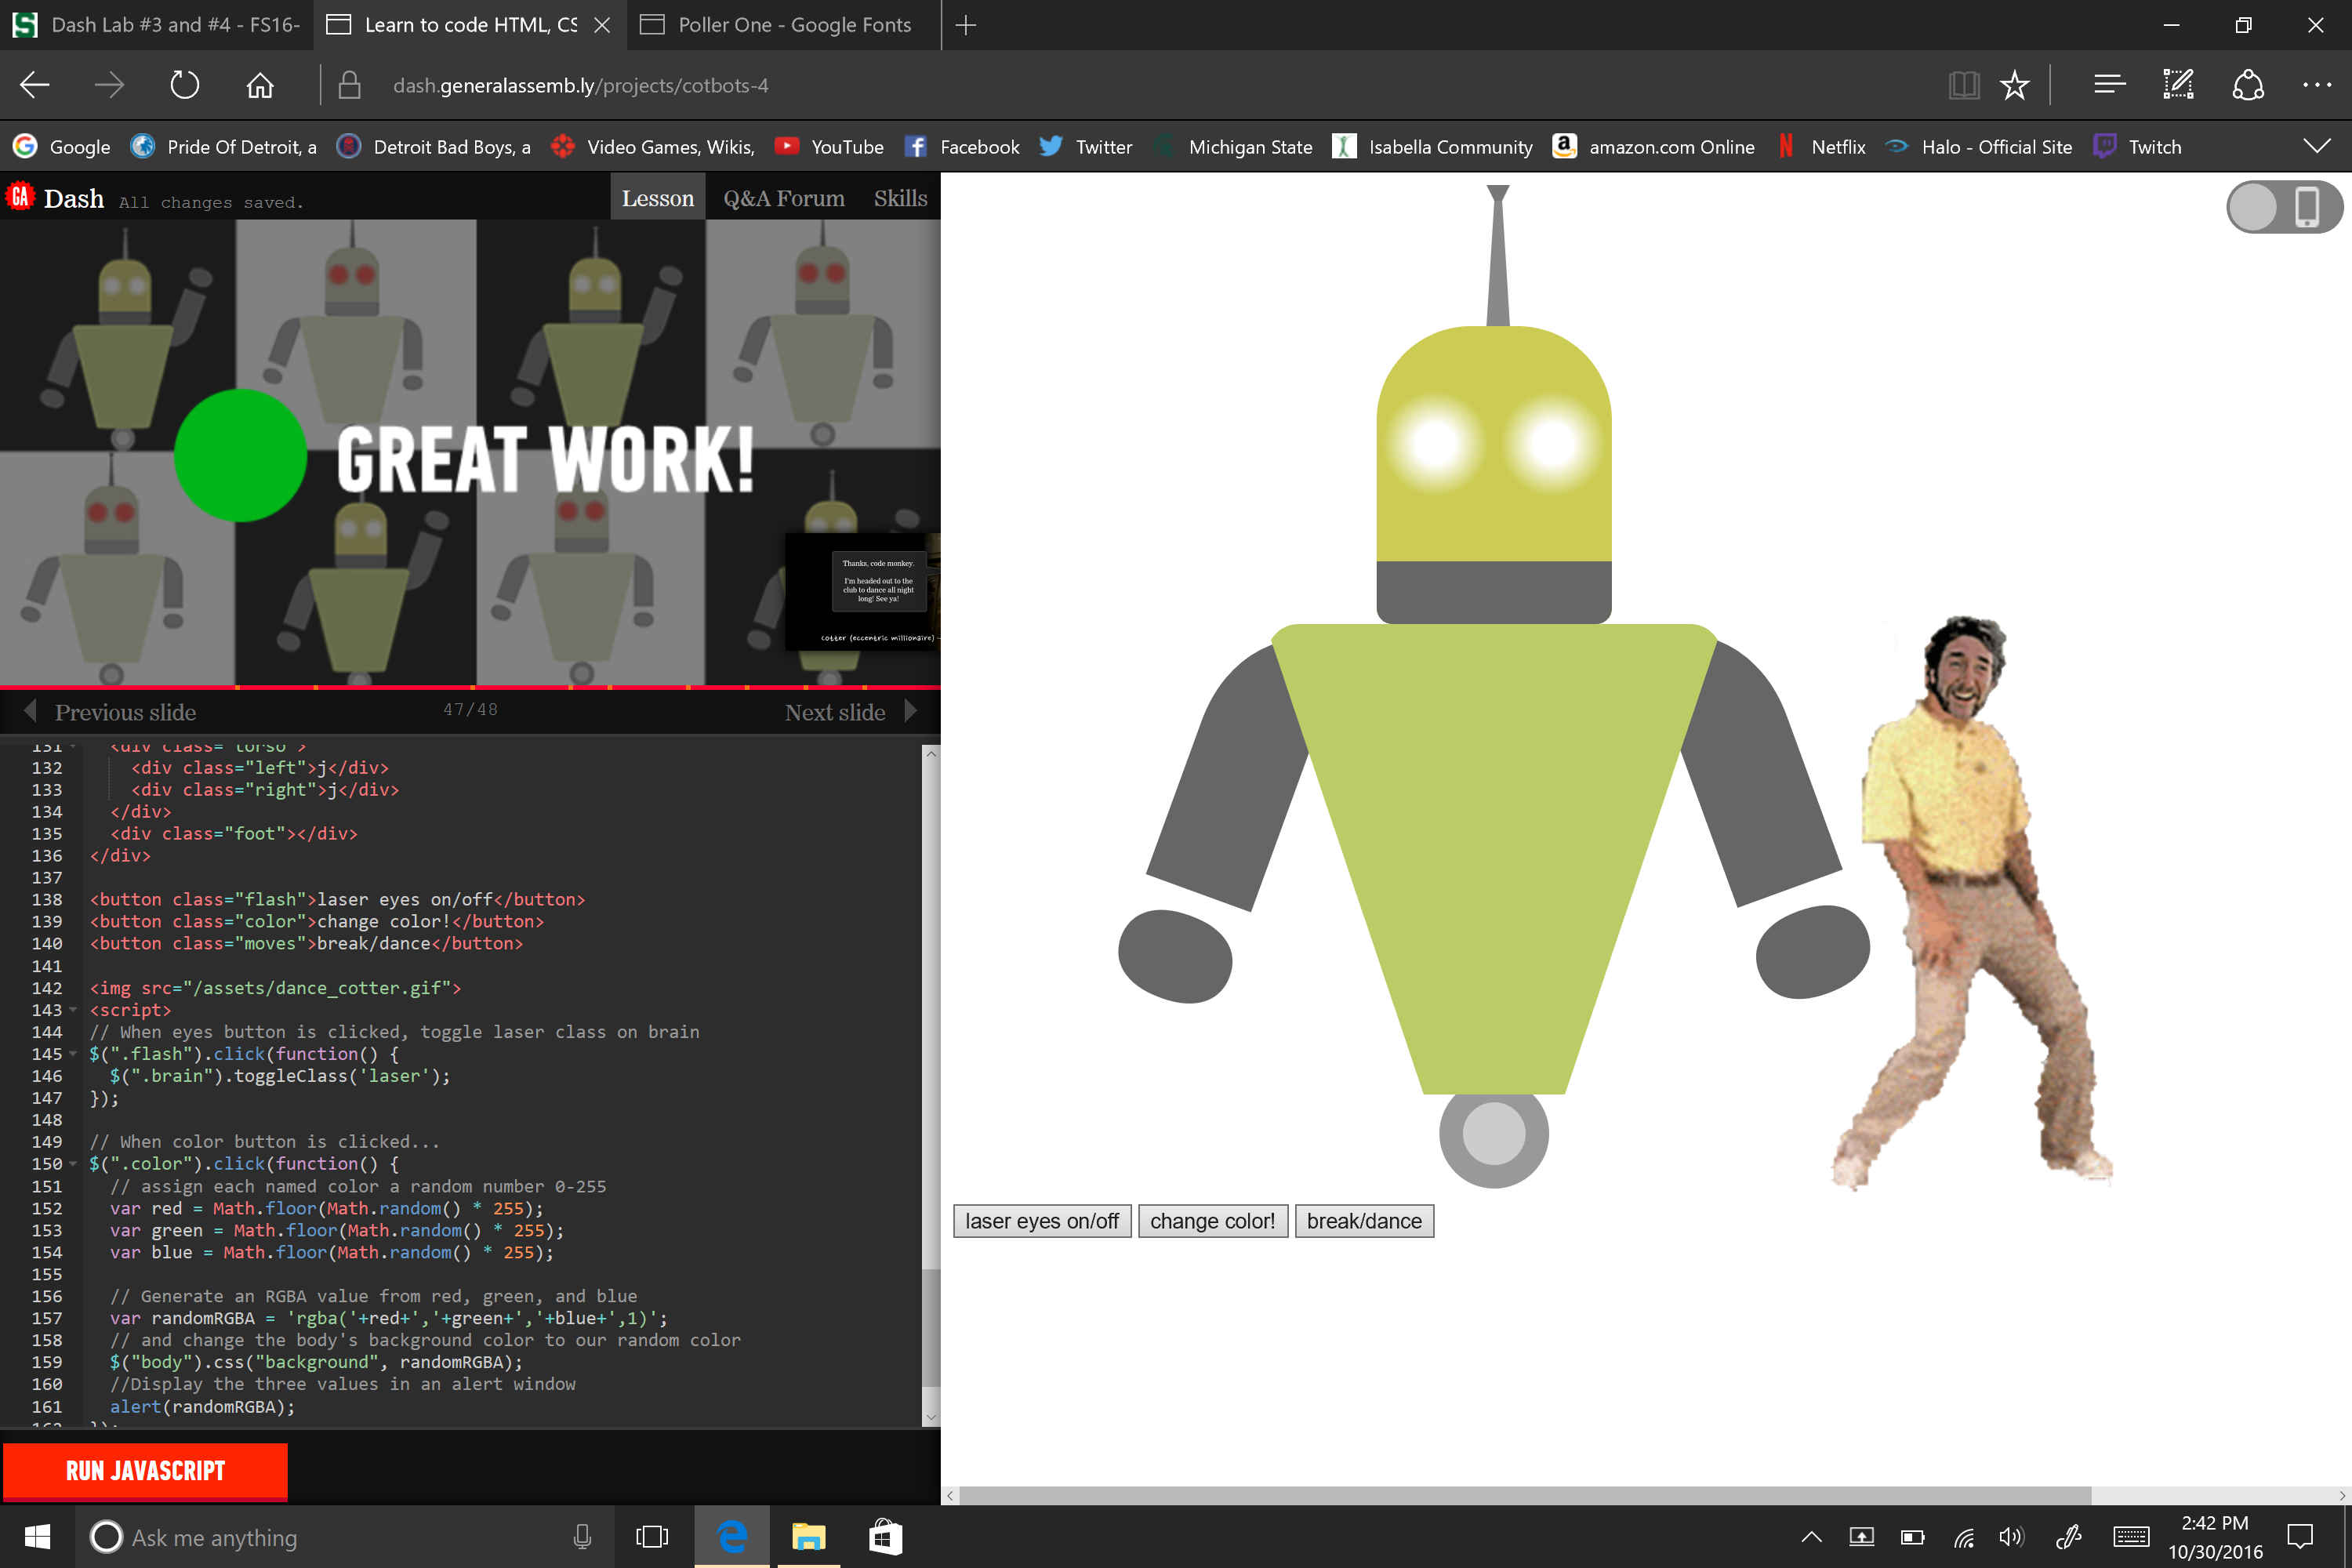 Dash Lab #3 and #4 - FS16-
Learn to code HTML, CS
Poller One - Google Fonts
dash.generalassemb.ly/projects/cotbots-4
Google
Pride Of Detroit, a
Detroit Bad Boys, a
Video Games, Wikis,
YouTube
Facebook
Twitter
Michigan State
Isabella Community
amazon.com Online
Netflix
Halo - Official Site
Twitch
GA
Dash
All changes saved.
Lesson
Q&A Forum
Skills
GREAT WORK!
Thanks, code monkey.
I'm headed out to the
club to dance all night
long! See ya!
cotter (eccentric millionaire) -
Previous slide
47/48
Next slide
131 <div class="torso">
132 <div class="left">j</div>
133 <div class="right">j</div>
134 </div>
135 <div class="foot"></div>
136 </div>
137
138 <button class="flash">laser eyes on/off</button>
139 <button class="color">change color!</button>
140 <button class="moves">break/dance</button>
141
142 <img src="/assets/dance_cotter.gif">
143 <script>
144 // When eyes button is clicked, toggle laser class on brain
145 $(".flash").click(function() {
146 $(".brain").toggleClass('laser');
147 });
148
149 // When color button is clicked...
150 $(".color").click(function() {
151 // assign each named color a random number 0-255
152 var red = Math.floor(Math.random() * 255);
153 var green = Math.floor(Math.random() * 255);
154 var blue = Math.floor(Math.random() * 255);
155
156 // Generate an RGBA value from red, green, and blue
157 var randomRGBA = 'rgba('+red+','+green+','+blue+',1)';
158 // and change the body's background color to our random color
159 $("body").css("background", randomRGBA);
160 //Display the three values in an alert window
161 alert(randomRGBA);
162 });
RUN JAVASCRIPT
laser eyes on/off
change color!
break/dance
Ask me anything
2:42 PM
10/30/2016